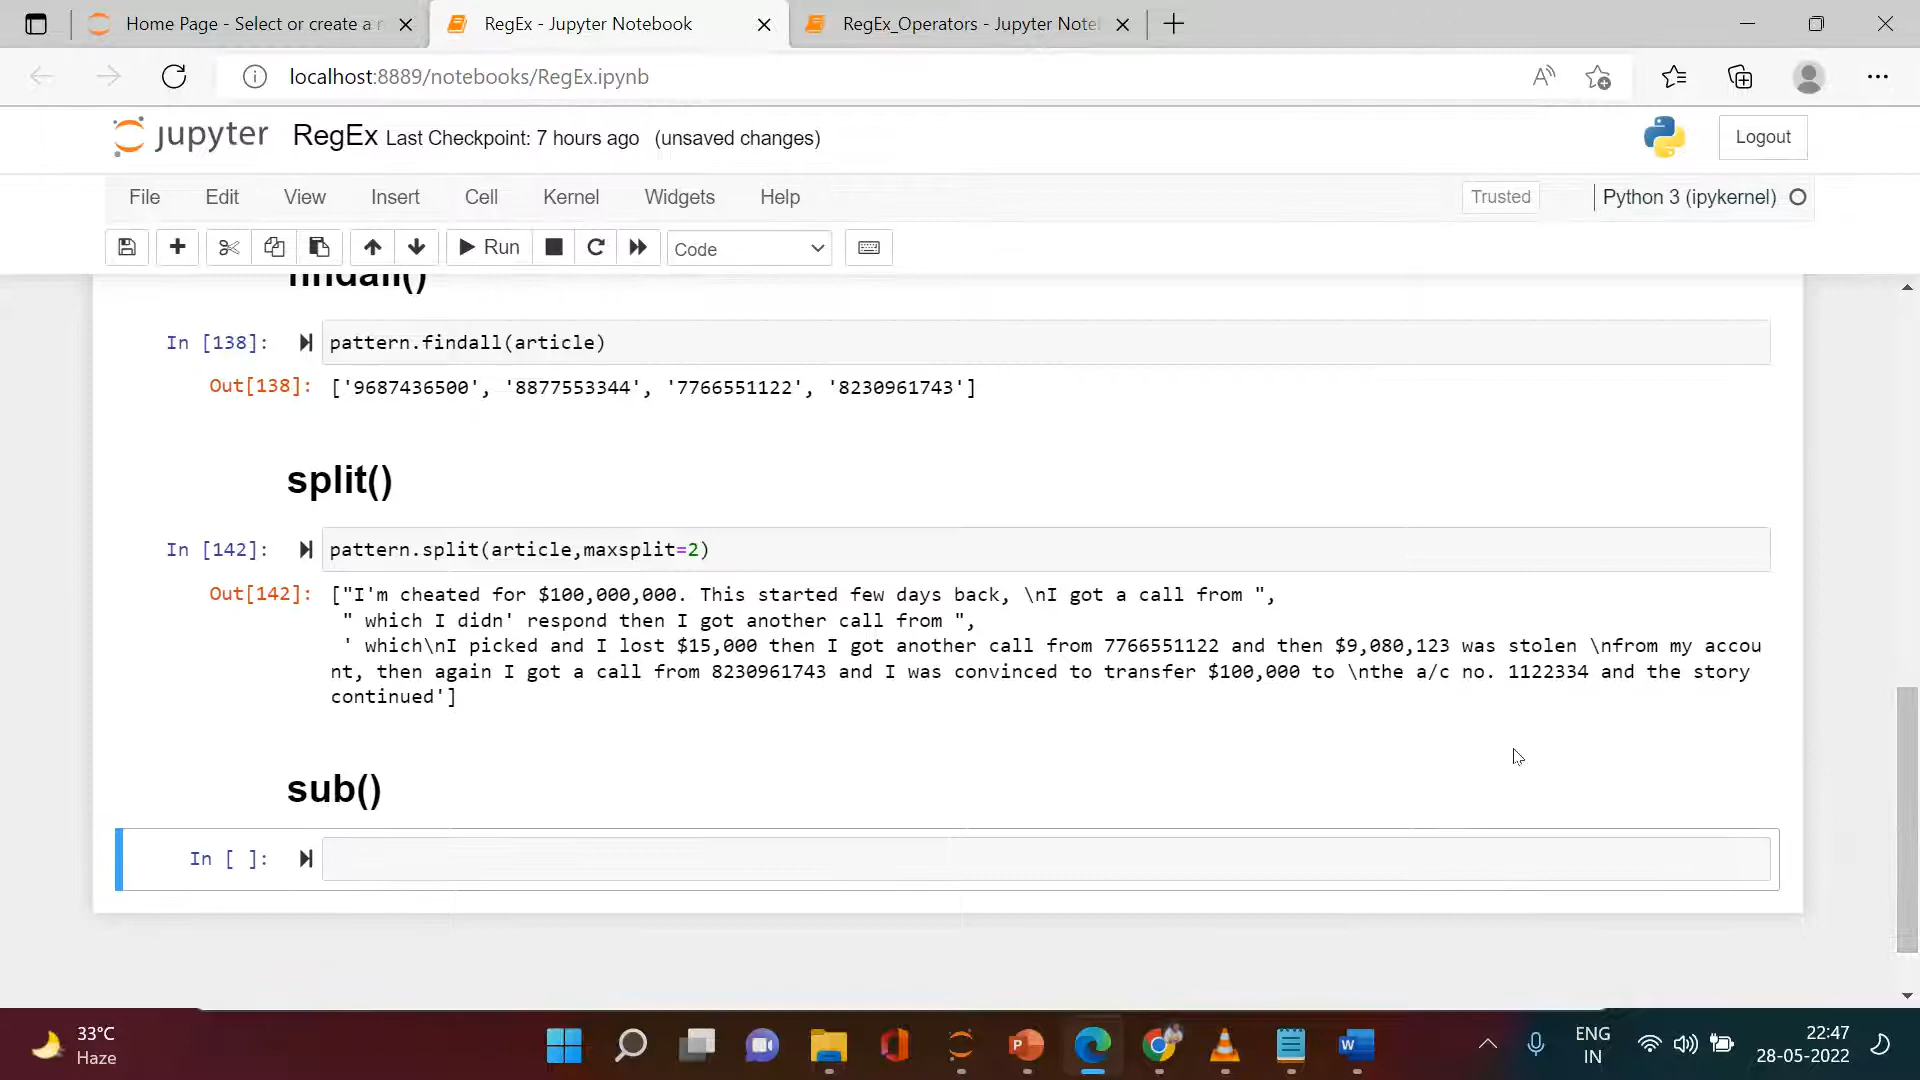 Home Page - Select or create a n
RegEx - Jupyter Notebook
RegEx_Operators - Jupyter Note
localhost:8889/notebooks/RegEx.ipynb
jupyter RegEx Last Checkpoint: 7 hours ago (unsaved changes)
Logout
File Edit View Insert Cell Kernel Widgets Help
Trusted
Python 3 (ipykernel)
Run
Code
findall()
In [138]: pattern.findall(article)
Out[138]: ['9687436500', '8877553344', '7766551122', '8230961743']
split()
In [142]: pattern.split(article,maxsplit=2)
Out[142]: ["I'm cheated for $100,000,000. This started few days back, \nI got a call from ",
" which I didn' respond then I got another call from ",
' which\nI picked and I lost $15,000 then I got another call from 7766551122 and then $9,080,123 was stolen \nfrom my accou
nt, then again I got a call from 8230961743 and I was convinced to transfer $100,000 to \nthe a/c no. 1122334 and the story
continued']
sub()
In [ ]:
33°C
Haze
ENG
IN
22:47
28-05-2022